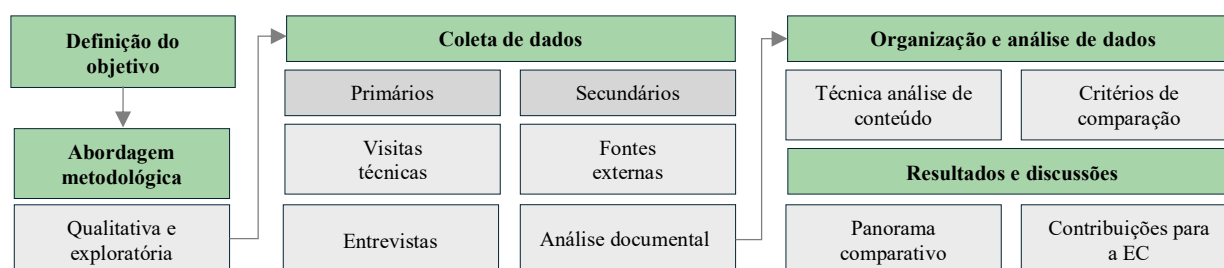 Definição do
objetivo
Abordagem
metodológica
Qualitativa e
exploratória
Coleta de dados
Primários
Secundários
Visitas
técnicas
Fontes
externas
Entrevistas
Análise documental
Organização e análise de dados
Técnica análise de
conteúdo
Critérios de
comparação
Resultados e discussões
Panorama
comparativo
Contribuições para
a EC